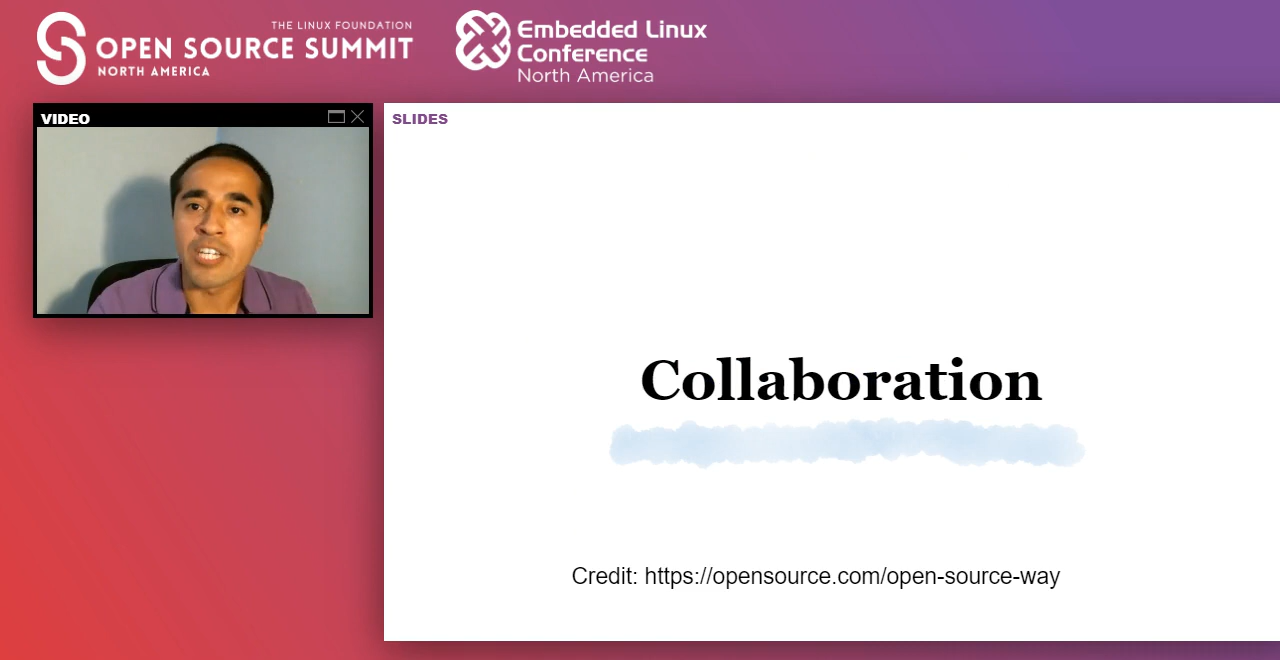 THE LINUX FOUNDATION
OPEN SOURCE SUMMIT
NORTH AMERICA
Embedded Linux
Conference
North America
VIDEO
SLIDES
Collaboration
Credit: https://opensource.com/open-source-way